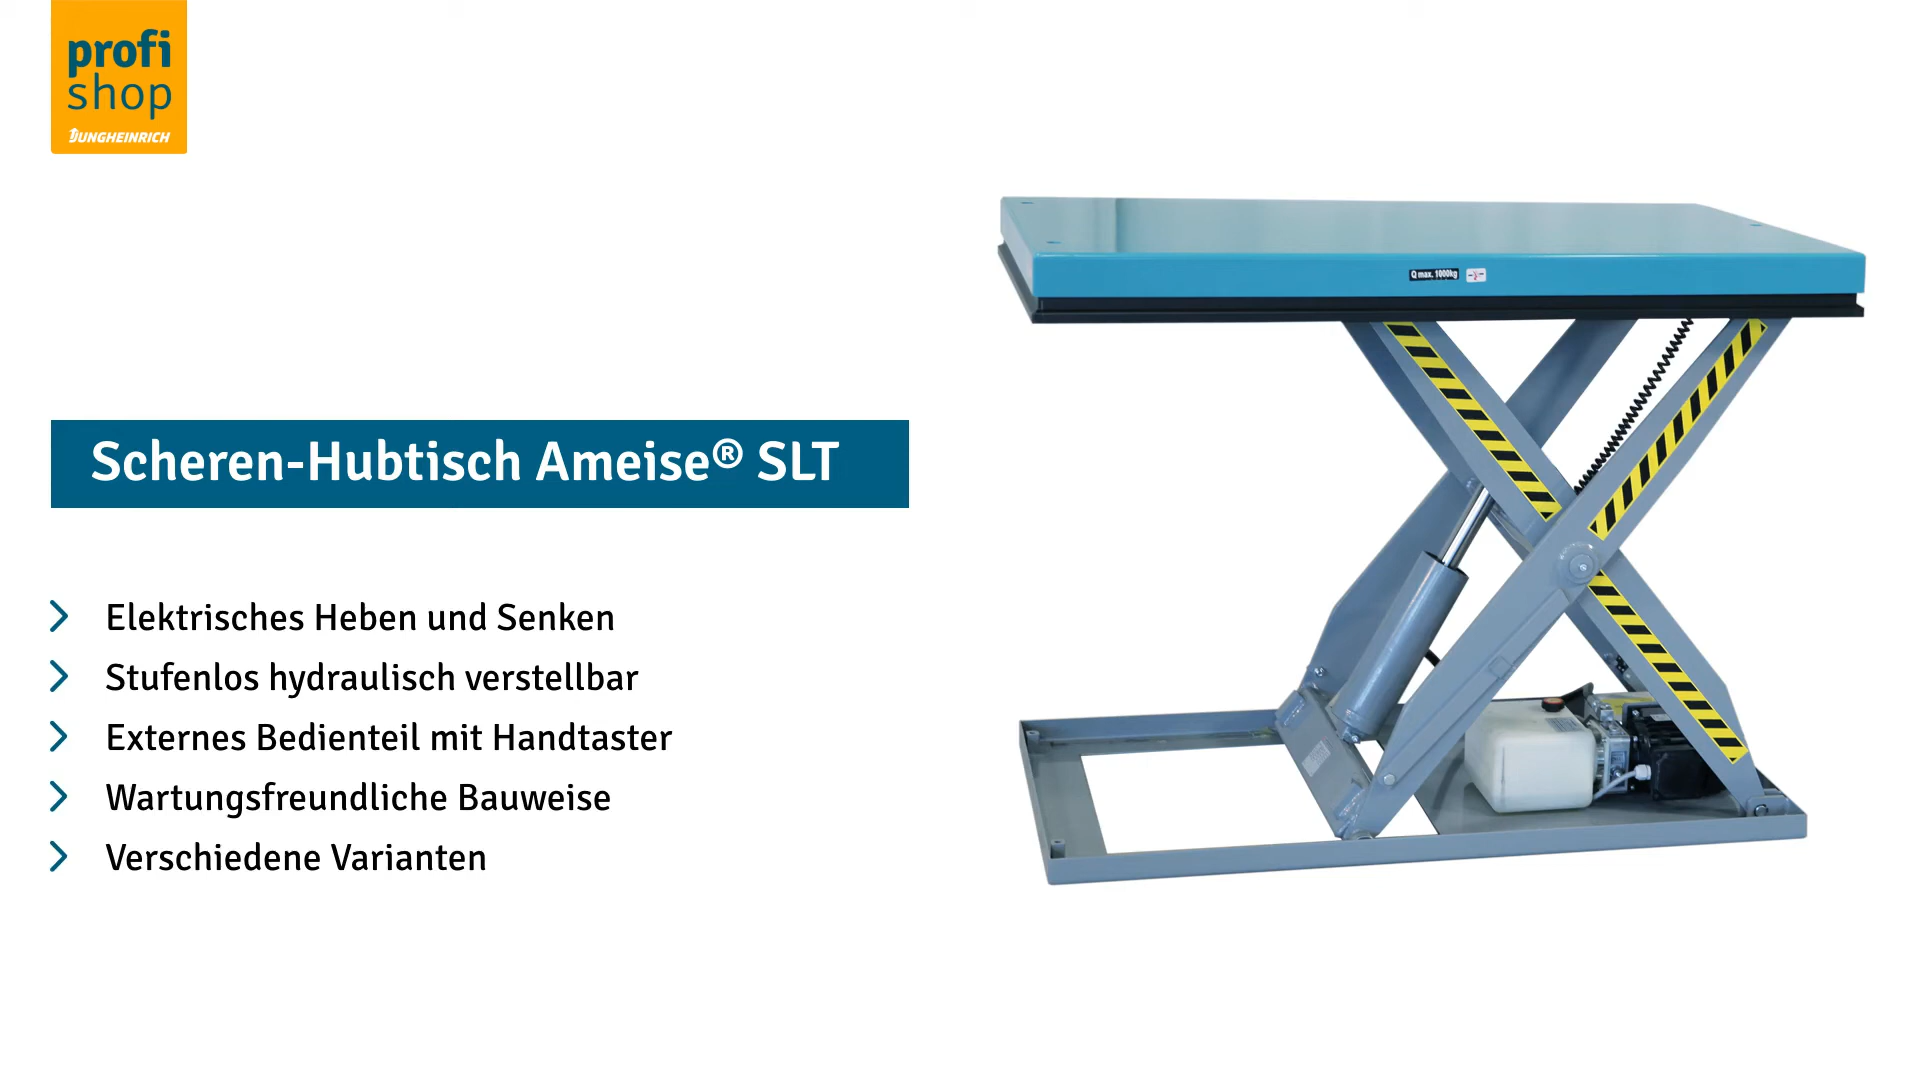 profi
shop
JUNGHEINRICH
Q max. 1000kg
Scheren-Hubtisch Ameise® SLT
Elektrisches Heben und Senken
Stufenlos hydraulisch verstellbar
Externes Bedienteil mit Handtaster
Wartungsfreundliche Bauweise
Verschiedene Varianten